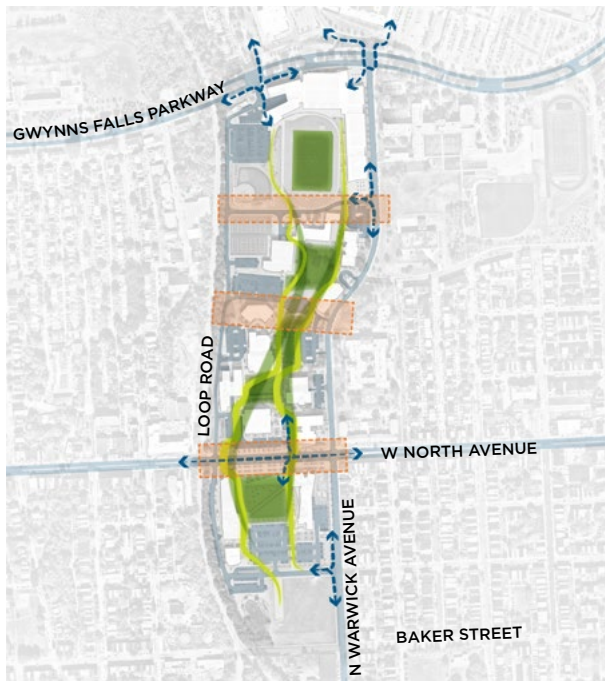 GWYNNS FALLS PARKWAY
LOOP ROAD
W NORTH AVENUE
N WARWICK AVENUE
BAKER STREET